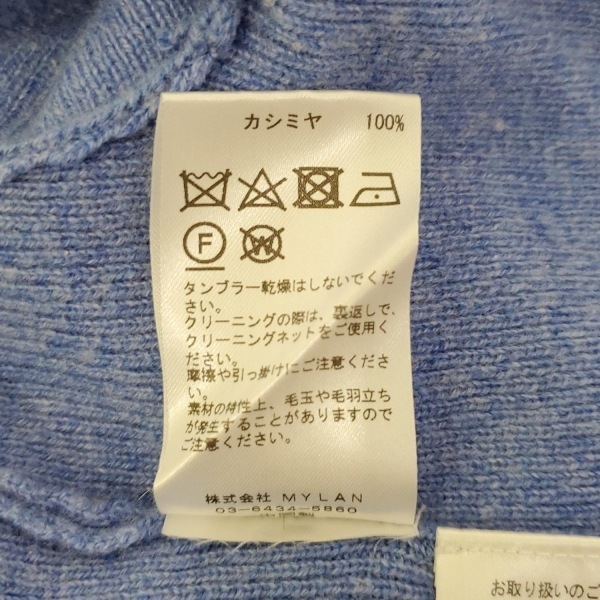 カシミヤ 100%
F W
タンブラー乾燥はしないでくだ
さい。
クリーニングの際は、裏返しで、
クリーニングネットをご使用く
ださい。
摩擦や引っ掛けにご注意くださ
い。
素材の特性上、毛玉や毛羽立ち
が発生することがありますので
ご注意ください。
株式会社 MYLAN
03-6434-5860
お取り扱いのご